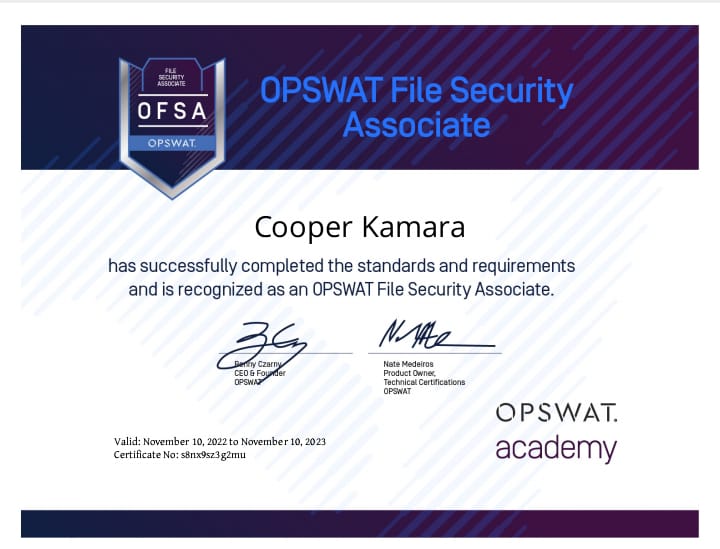 FILE
SECURITY
ASSOCIATE
OFSA
OPSWAT.
OPSWAT File Security
Associate
Cooper Kamara
has successfully completed the standards and requirements
and is recognized as an OPSWAT File Security Associate.
Benny Czarny
CEO & Founder
OPSWAT
Nate Medeiros
Product Owner,
Technical Certifications
OPSWAT
OPSWAT.
academy
Valid: November 10, 2022 to November 10, 2023
Certificate No: s8nx9sz3g2mu